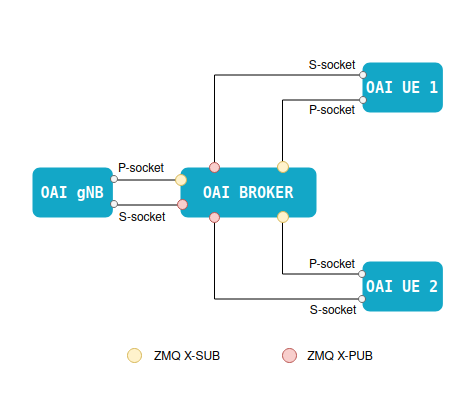 S-socket
OAI UE 1
P-socket
P-socket
OAI gNB
OAI BROKER
S-socket
P-socket
OAI UE 2
S-socket
ZMQ X-SUB
ZMQ X-PUB